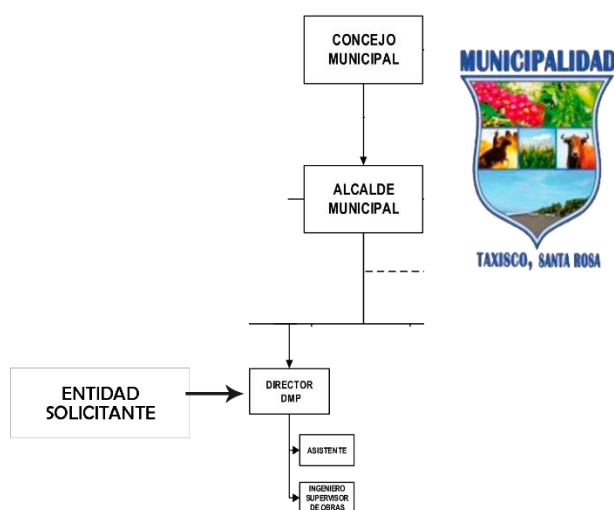 CONCEJO
MUNICIPAL
MUNICIPALIDAD
ALCALDE
MUNICIPAL
TAXISCO, SANTA ROSA
ENTIDAD
SOLICITANTE
DIRECTOR
DMP
ASISTENTE
INGENIERO
SUPERVISOR
DE OBRAS